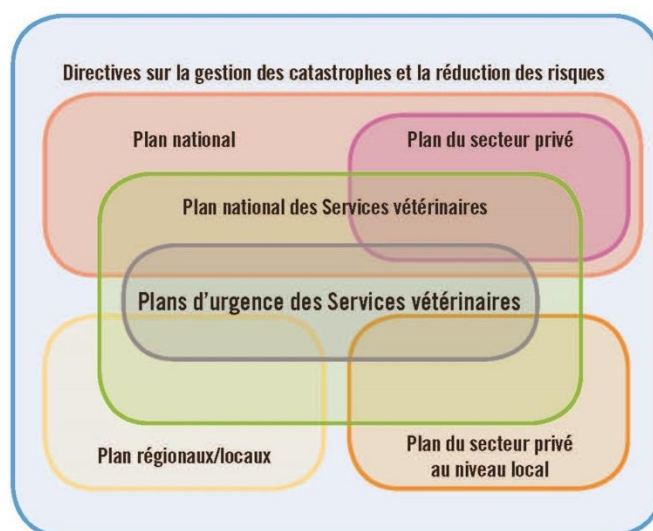 Directives sur la gestion des catastrophes et la réduction des risques
Plan national
Plan du secteur privé
Plan national des Services vétérinaires
Plans d'urgence des Services vétérinaires
Plan régionaux/locaux
Plan du secteur privé
au niveau local